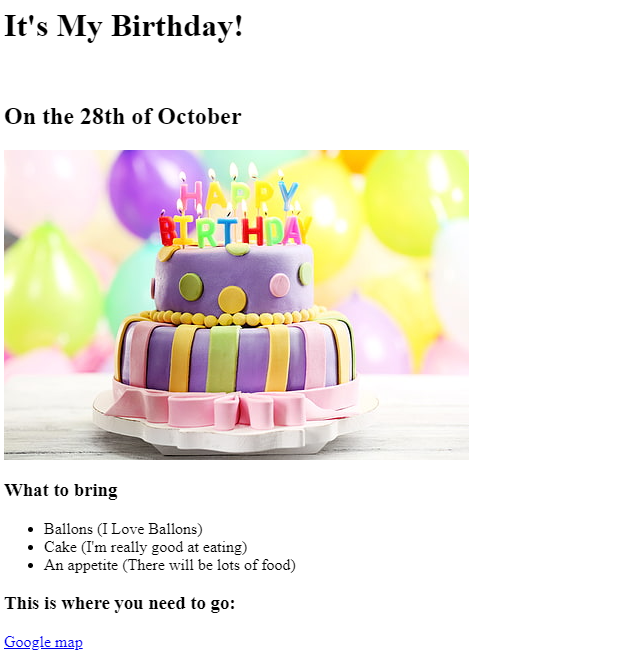 It's My Birthday!
On the 28th of October
HAPPY
BIRTHDAY
What to bring
Ballons (I Love Ballons)
Cake (I'm really good at eating)
An appetite (There will be lots of food)
This is where you need to go:
Google map